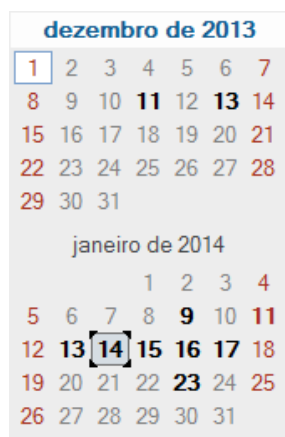 dezembro de 2013
1 2 3 4 5 6 7
8 9 10 11 12 13 14
15 16 17 18 19 20 21
22 23 24 25 26 27 28
29 30 31
janeiro de 2014
1 2 3 4
5 6 7 8 9 10 11
12 13 14 15 16 17 18
19 20 21 22 23 24 25
26 27 28 29 30 31